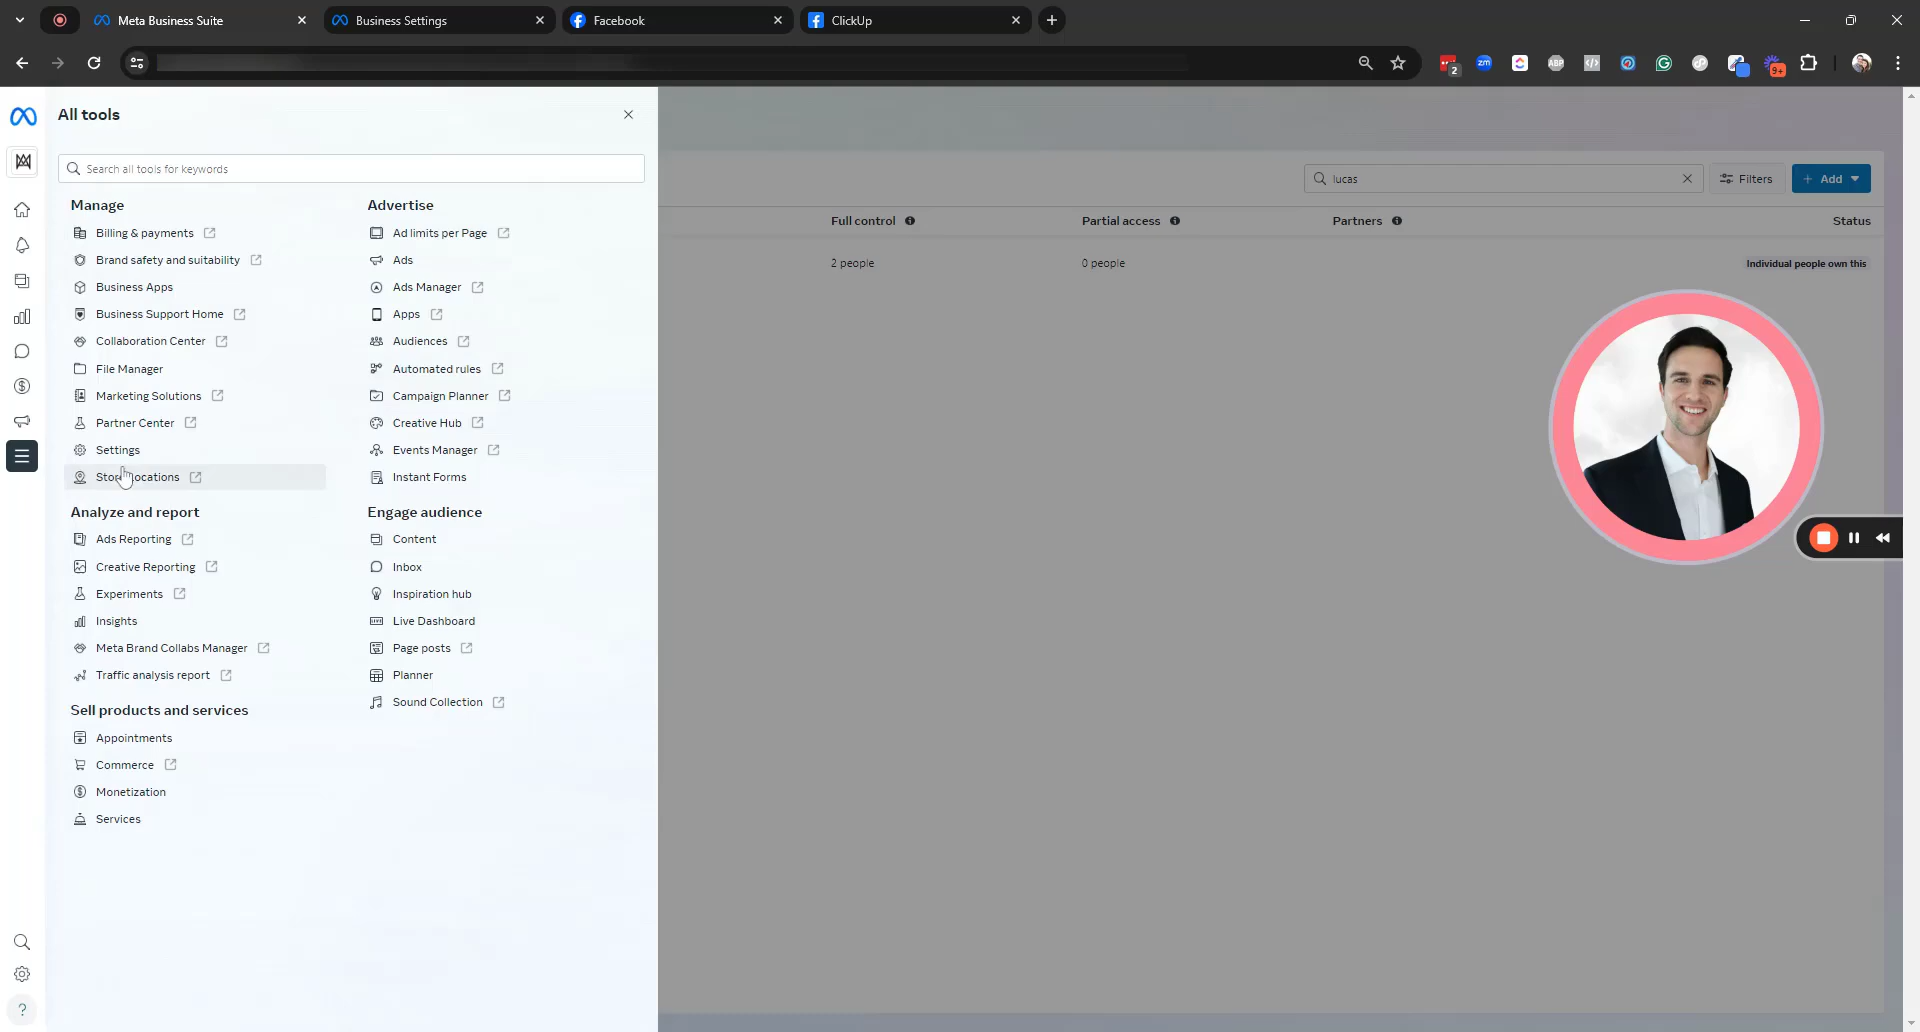 Meta Business Suite
Business Settings
Facebook
ClickUp
2
zm
ABP
9+
All tools
Search all tools for keywords
Manage
Billing & payments
Brand safety and suitability
Business Apps
Business Support Home
Collaboration Center
File Manager
Marketing Solutions
Partner Center
Settings
Store Locations
Analyze and report
Ads Reporting
Creative Reporting
Experiments
Insights
Meta Brand Collabs Manager
Traffic analysis report
Sell products and services
Appointments
Commerce
Monetization
Services
Advertise
Ad limits per Page
Ads
Ads Manager
Apps
Audiences
Automated rules
Campaign Planner
Creative Hub
Events Manager
Instant Forms
Engage audience
Content
Inbox
Inspiration hub
Live Dashboard
Page posts
Planner
Sound Collection
lucas
Filters
+ Add
Full control
Partial access
Partners
Status
2 people
0 people
Individual people own this